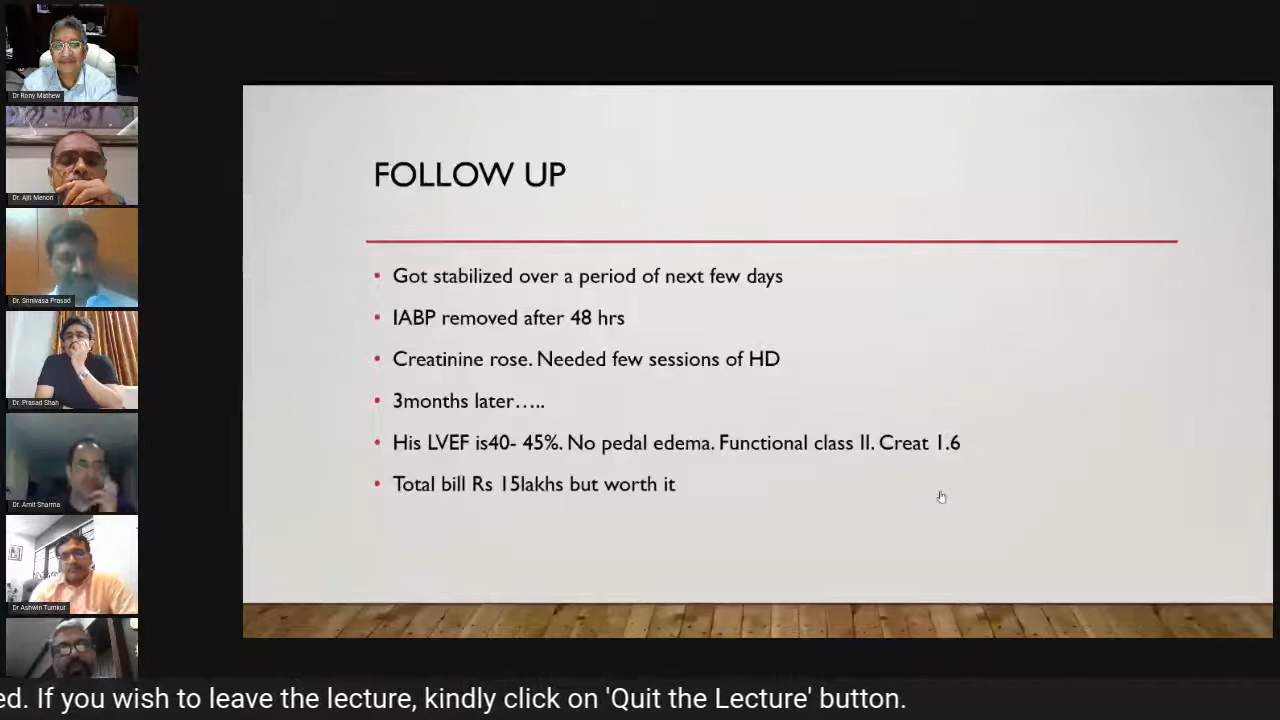 Dr Rony Mathew
Dr. Ajit Menon
Dr. Srinivasa Prasad
Dr. Prasad Shah
Dr. Amit Sharma
Dr Ashwin Tumkur
FOLLOW UP
• Got stabilized over a period of next few days
• IABP removed after 48 hrs
• Creatinine rose. Needed few sessions of HD
• 3months later.....
• His LVEF is40- 45%. No pedal edema. Functional class II. Creat 1.6
• Total bill Rs 15lakhs but worth it
ed. If you wish to leave the lecture, kindly click on 'Quit the Lecture' button.